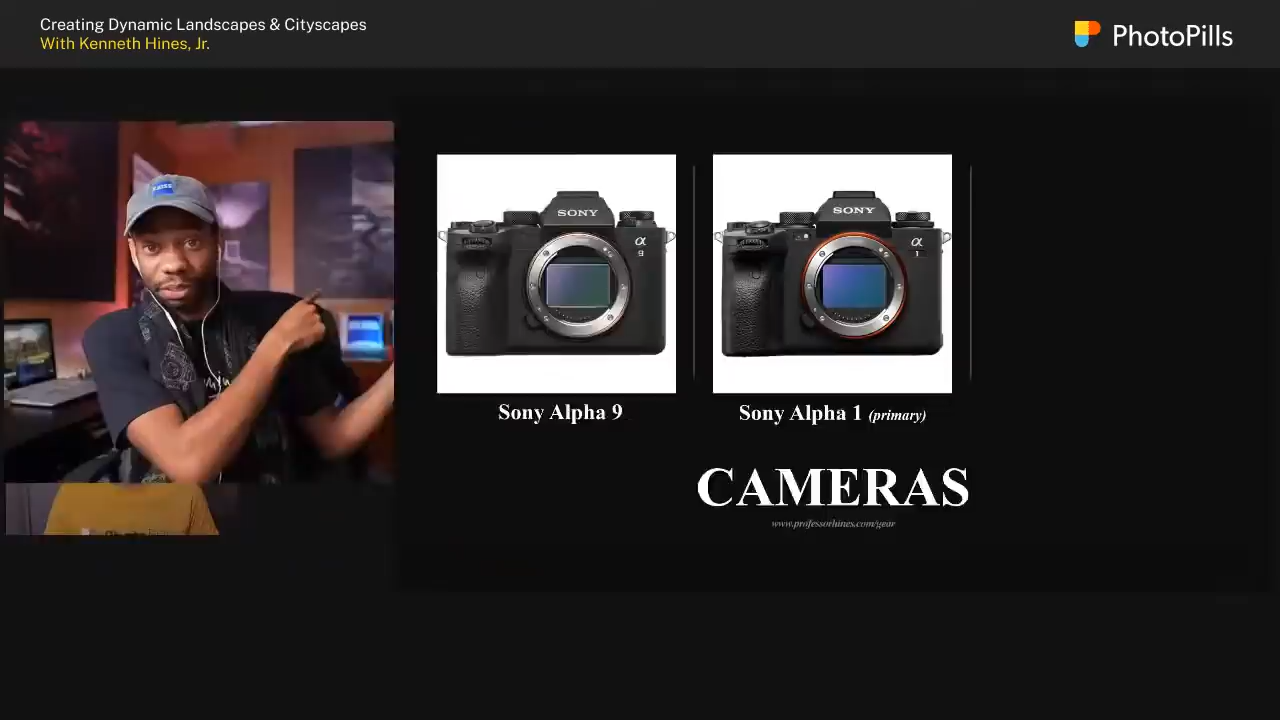 Creating Dynamic Landscapes & Cityscapes
With Kenneth Hines, Jr.
PhotoPills
ZEISS
SONY
α
9
SONY
α
1
Sony Alpha 9
Sony Alpha 1 (primary)
CAMERAS
www.professorhines.com/gear